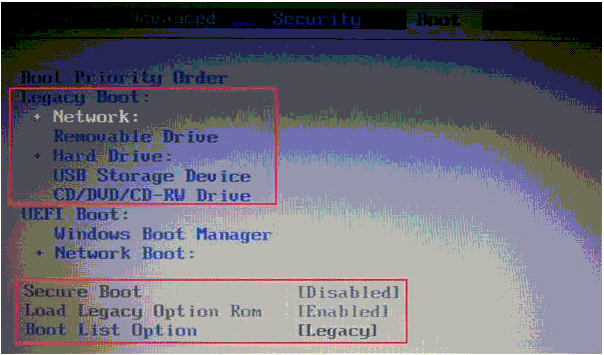 Advanced Security Boot
Boot Priority Order
Legacy Boot:
+ Network:
Removable Drive
+ Hard Drive:
USB Storage Device
CD/DVD/CD-RW Drive
UEFI Boot:
Windows Boot Manager
+ Network Boot:
Secure Boot [Disabled]
Load Legacy Option Rom [Enabled]
Boot List Option [Legacy]